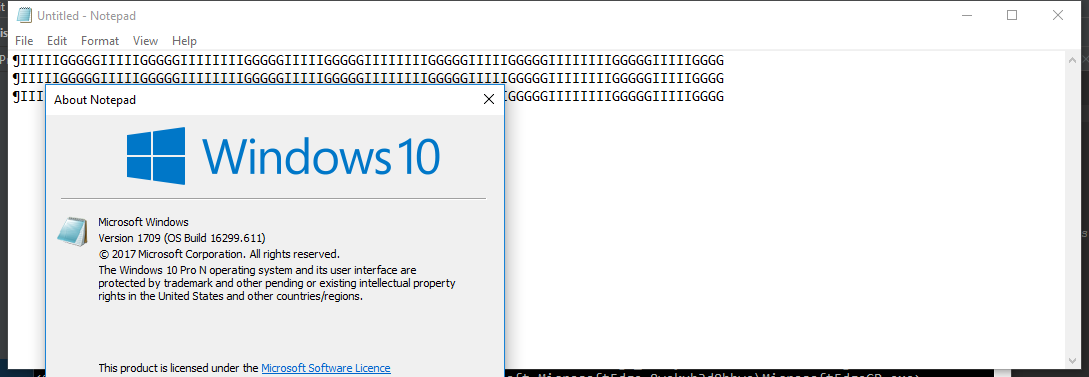 Untitled - Notepad
File Edit Format View Help
¶IIIIIGGGGGIIIIIGGGGGIIIIIIIIGGGGGIIIIIGGGGGIIIIIIIIGGGGGIIIIIGGGGGIIIIIIIIGGGGGIIIIIGGGG
¶IIIIIGGGGGIIIIIGGGGGIIIIIIIIGGGGGIIIIIGGGGGIIIIIIIIGGGGGIIIIIGGGGGIIIIIIIIGGGGGIIIIIGGGG
¶III IGGGGGIIIIIIIIGGGGGIIIIIGGGG
About Notepad
Windows 10
Microsoft Windows
Version 1709 (OS Build 16299.611)
© 2017 Microsoft Corporation. All rights reserved.
The Windows 10 Pro N operating system and its user interface are
protected by trademark and other pending or existing intellectual property
rights in the United States and other countries/regions.
This product is licensed under the Microsoft Software Licence